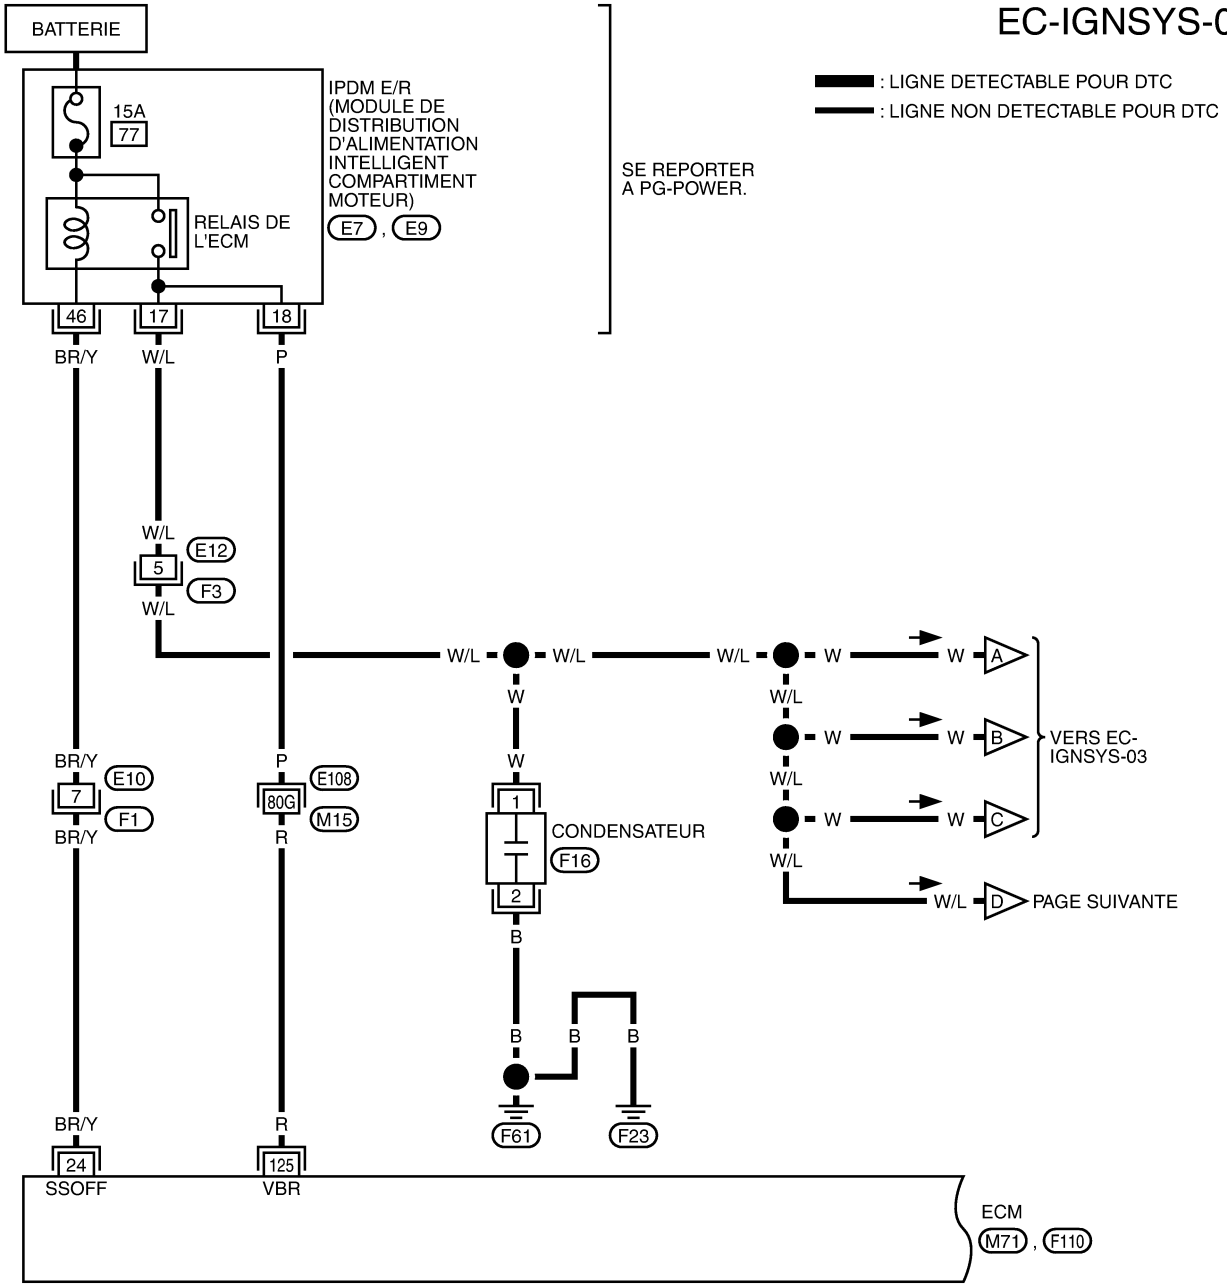 BATTERIE
EC-IGNSYS-0
: LIGNE DETECTABLE POUR DTC
: LIGNE NON DETECTABLE POUR DTC
15A
77
IPDM E/R
(MODULE DE
DISTRIBUTION
D'ALIMENTATION
INTELLIGENT
COMPARTIMENT
MOTEUR)
E7 , E9
SE REPORTER
A PG-POWER.
RELAIS DE
L'ECM
46 17 18
BR/Y W/L P
W/L
5
E12
F3
W/L
W/L W/L W/L W W A
W W/L
W W B
VERS EC-
IGNSYS-03
W/L
BR/Y P W
7
E10
F1
80G
E108
M15
1
W W C
BR/Y R
CONDENSATEUR
F16
W/L
2
W/L D PAGE SUIVANTE
B
B B B
F61 F23
BR/Y R
24 125
SSOFF VBR
ECM
M71 , F110